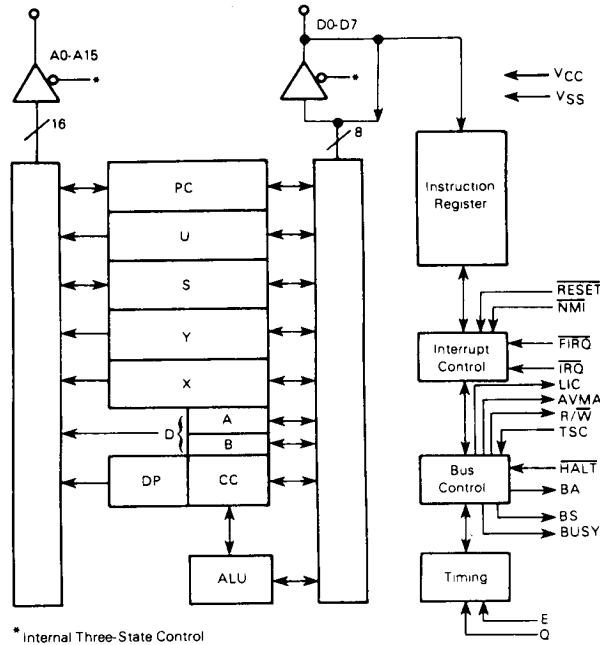 A0-A15
*
16
D0-D7
*
8
VCC
VSS
PC
U
S
Y
X
D{
A
B
DP
CC
ALU
Instruction
Register
RESET
NMI
Interrupt
Control
FIRQ
IRQ
LIC
AVMA
R/W
TSC
Bus
Control
HALT
BA
BS
BUSY
Timing
E
Q
* Internal Three-State Control